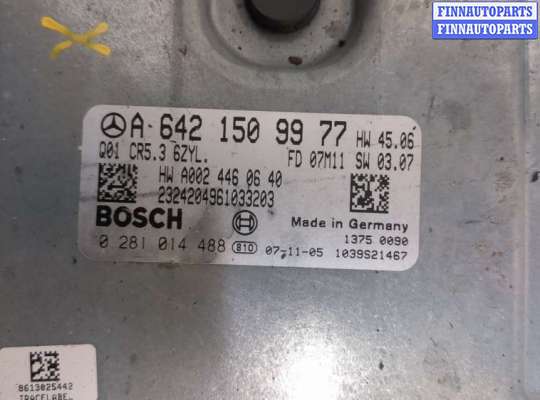 FINNAUTOPARTS
FINNAUTOPARTS
A 642 150 99 77 HW 45.06
Q01 CR5.3 6ZYL. FD 07M11 SW 03.07
HW A002 446 06 40
2324204961033203
BOSCH
Made in Germany
0 281 014 488 810 07-11-05 1375 0090
1039S21467
8613025442
TRACELABEL